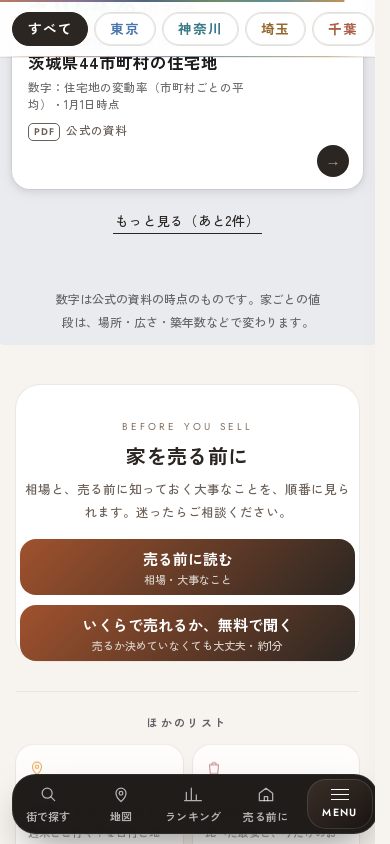 すべて
東京
神奈川
埼玉
千葉
茨城県44市町村の住宅地
数字：住宅地の変動率（市町村ごとの平
均）・1月1日時点
PDF 公式の資料
→
もっと見る（あと2件）
数字は公式の資料の時点のものです。家ごとの値
段は、場所・広さ・築年数などで変わります。
BEFORE YOU SELL
家を売る前に
相場と、売る前に知っておく大事なことを、順番に見ら
れます。迷ったらご相談ください。
売る前に読む
相場・大事なこと
いくらで売れるか、無料で聞く
売るか決めていなくても大丈夫・約1分
ほかのリスト
街で探す
地図
ランキング
売る前に
MENU